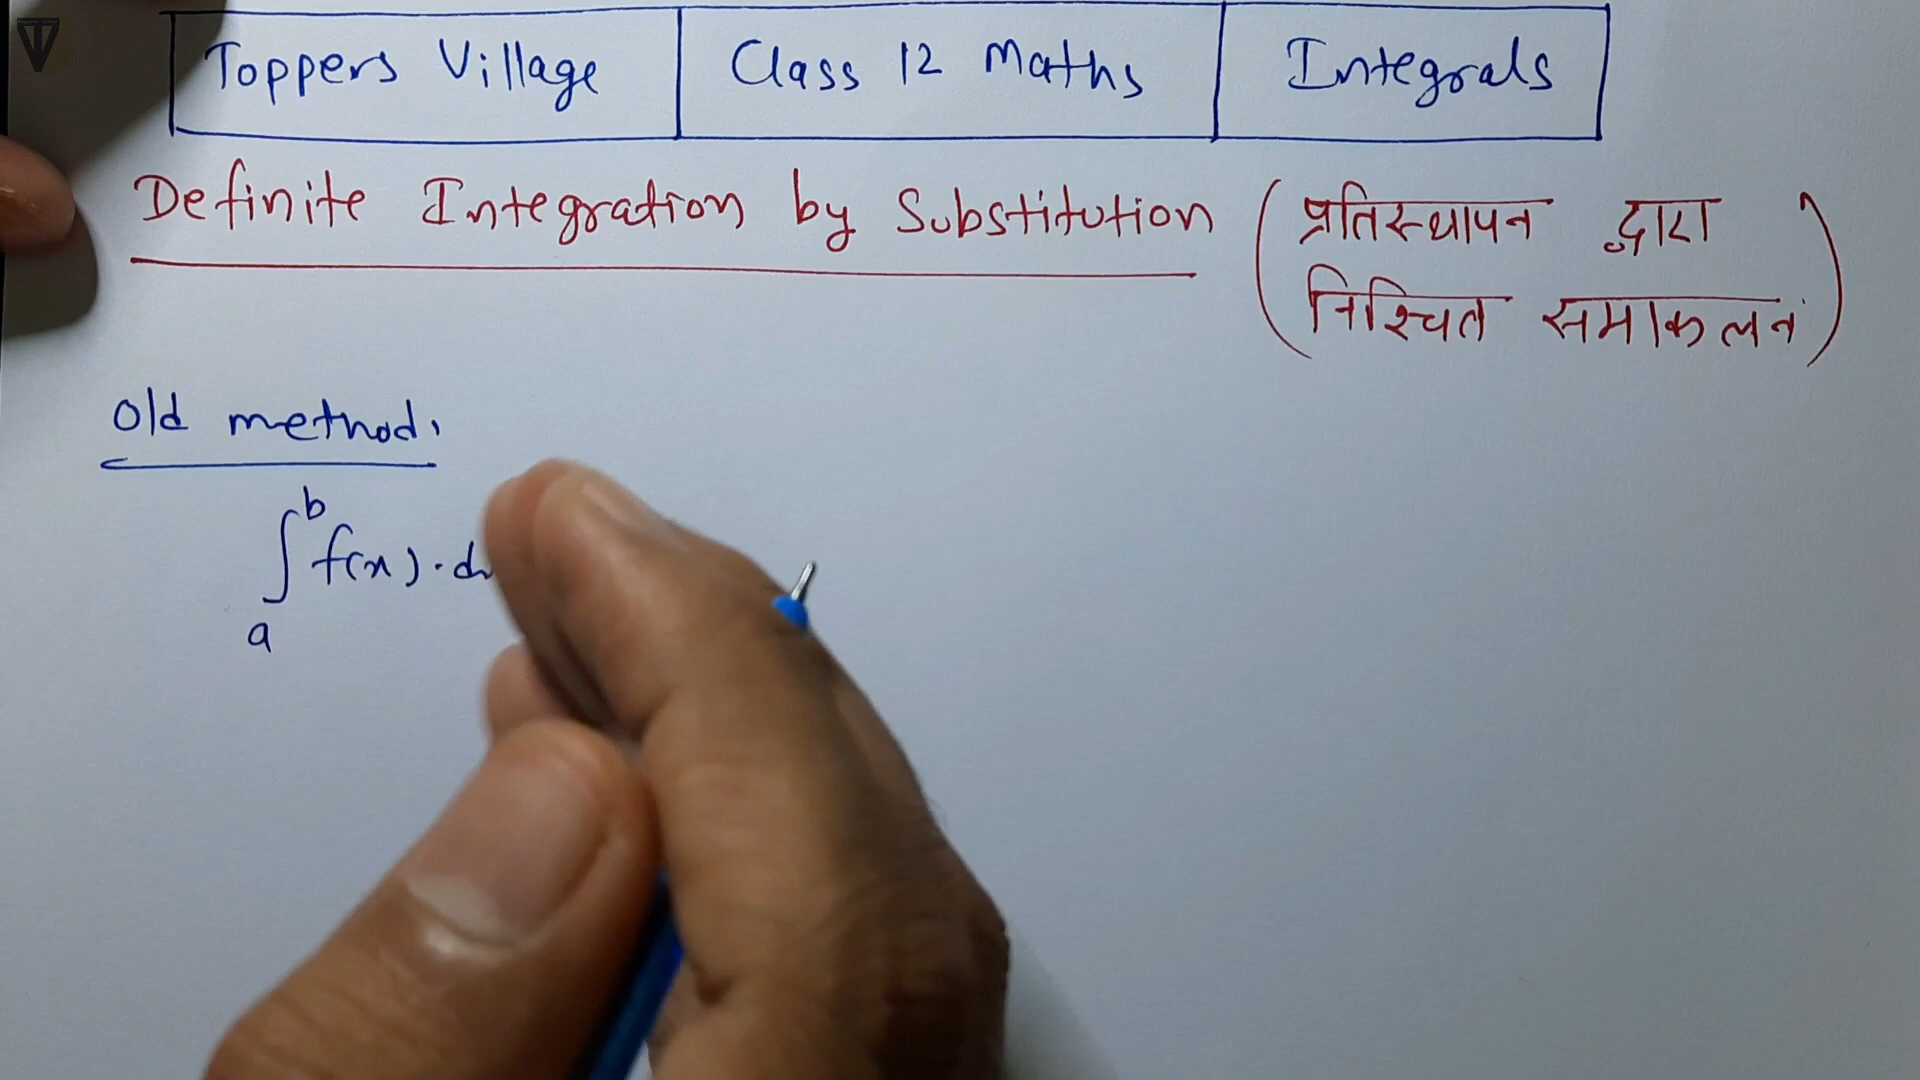 Toppers Village Class 12 Maths Integrals
Definite Integration by Substitution (प्रतिस्थापन द्वारा
निश्चित समाकलन)
Old method:
∫ₐᵇ f(x)·d